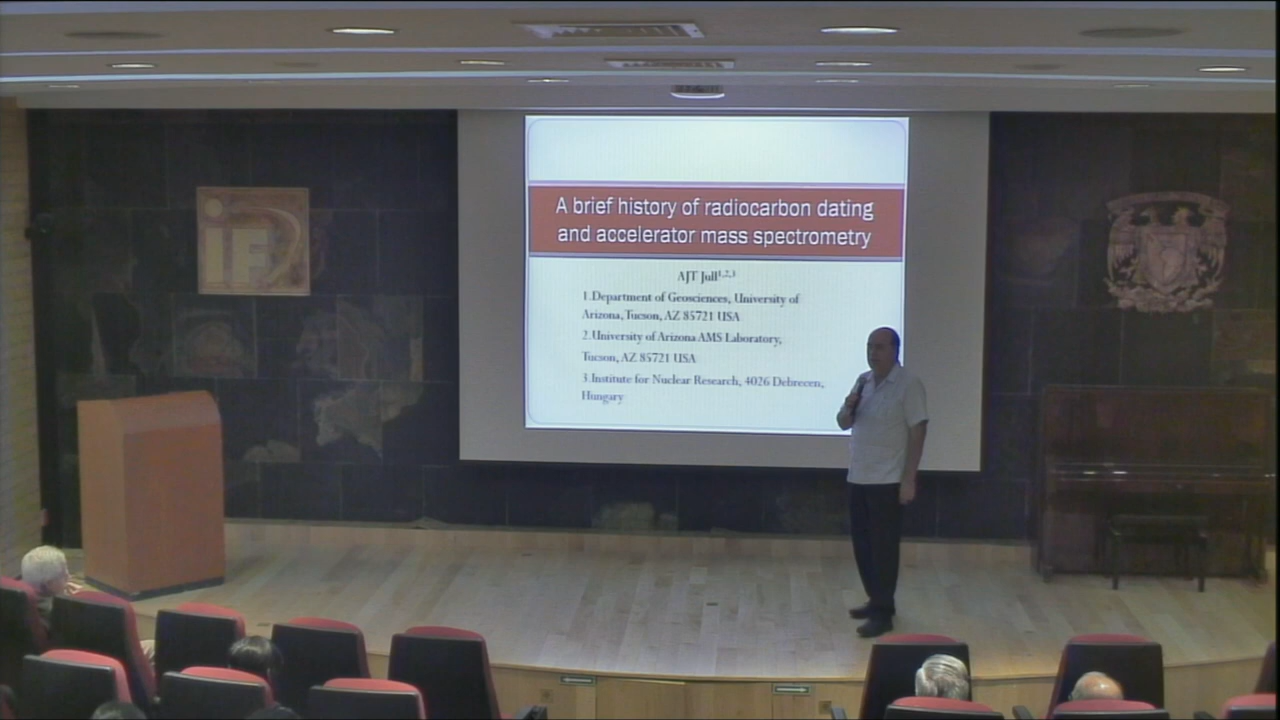 A brief history of radiocarbon dating
and accelerator mass spectrometry
AJT Jull1,2,3
1.Department of Geosciences, University of
Arizona, Tucson, AZ 85721 USA
2.University of Arizona AMS Laboratory,
Tucson, AZ 85721 USA
3.Institute for Nuclear Research, 4026 Debrecen,
Hungary
IF